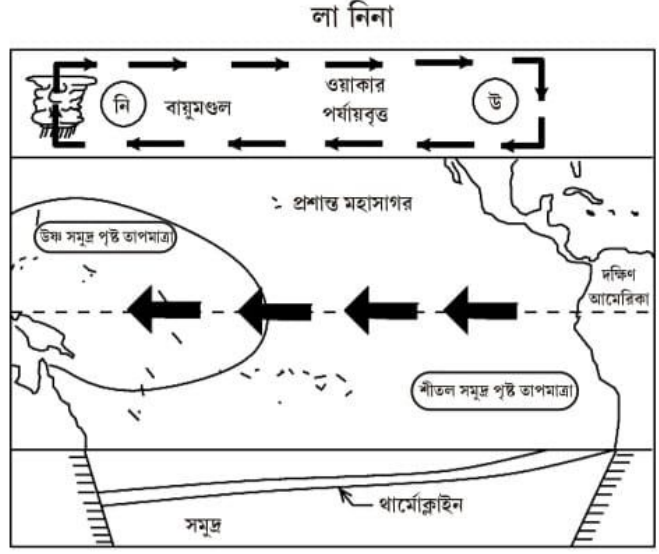 লা নিনা
নি
বায়ুমণ্ডল
ওয়াকার
পর্যায়বৃত্ত
উ
প্রশান্ত মহাসাগর
উষ্ণ সমুদ্র পৃষ্ট তাপমাত্রা
দক্ষিণ
আমেরিকা
শীতল সমুদ্র পৃষ্ট তাপমাত্রা
থার্মোক্লাইন
সমুদ্র